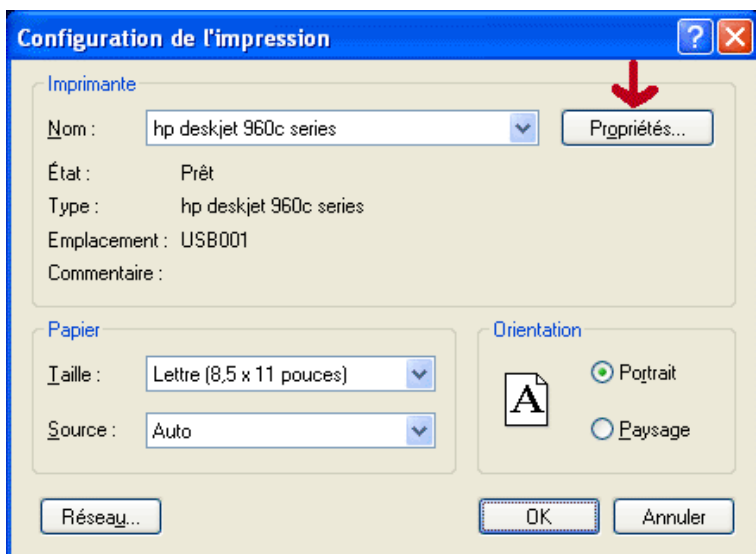 Configuration de l'impression
Imprimante
Nom : hp deskjet 960c series Propriétés...
État : Prêt
Type : hp deskjet 960c series
Emplacement : USB001
Commentaire :
Papier
Taille : Lettre (8,5 x 11 pouces)
Source : Auto
Orientation
A
Portrait
Paysage
Réseau... OK Annuler